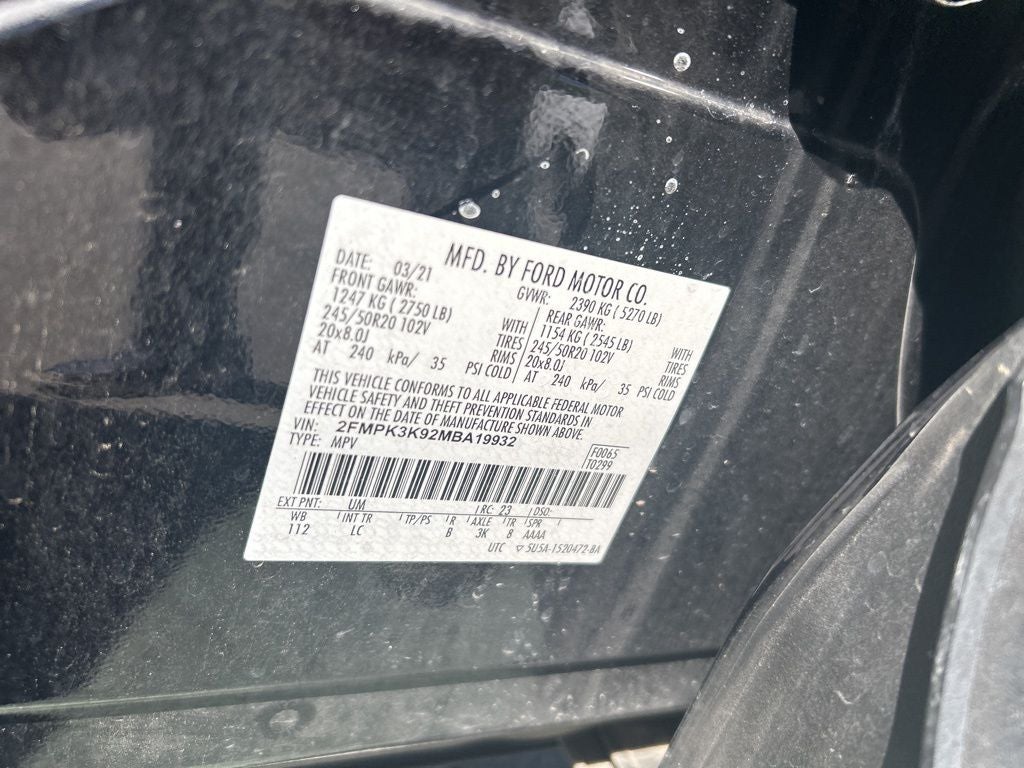 MFD. BY FORD MOTOR CO.
DATE: 03/21 GVWR: 2390 KG ( 5270 LB)
FRONT GAWR: REAR GAWR:
1247 KG ( 2750 LB) WITH 1154 KG ( 2545 LB) WITH
245/50R20 102V TIRES 245/50R20 102V TIRES
20x8.0J RIMS 20x8.0J RIMS
AT 240 kPa/ 35 PSI COLD AT 240 kPa/ 35 PSI COLD
THIS VEHICLE CONFORMS TO ALL APPLICABLE FEDERAL MOTOR
VEHICLE SAFETY AND THEFT PREVENTION STANDARDS IN
EFFECT ON THE DATE OF MANUFACTURE SHOWN ABOVE.
VIN: 2FMPK3K92MBA19932
TYPE: MPV
F0065
T0299
EXT PNT: UM RC: 23 DSO:
WB INT TR TP/PS R AXLE TR SPR
112 LC B 3K 8 AAAA
UTC ▽ 5U5A-1520472-BA